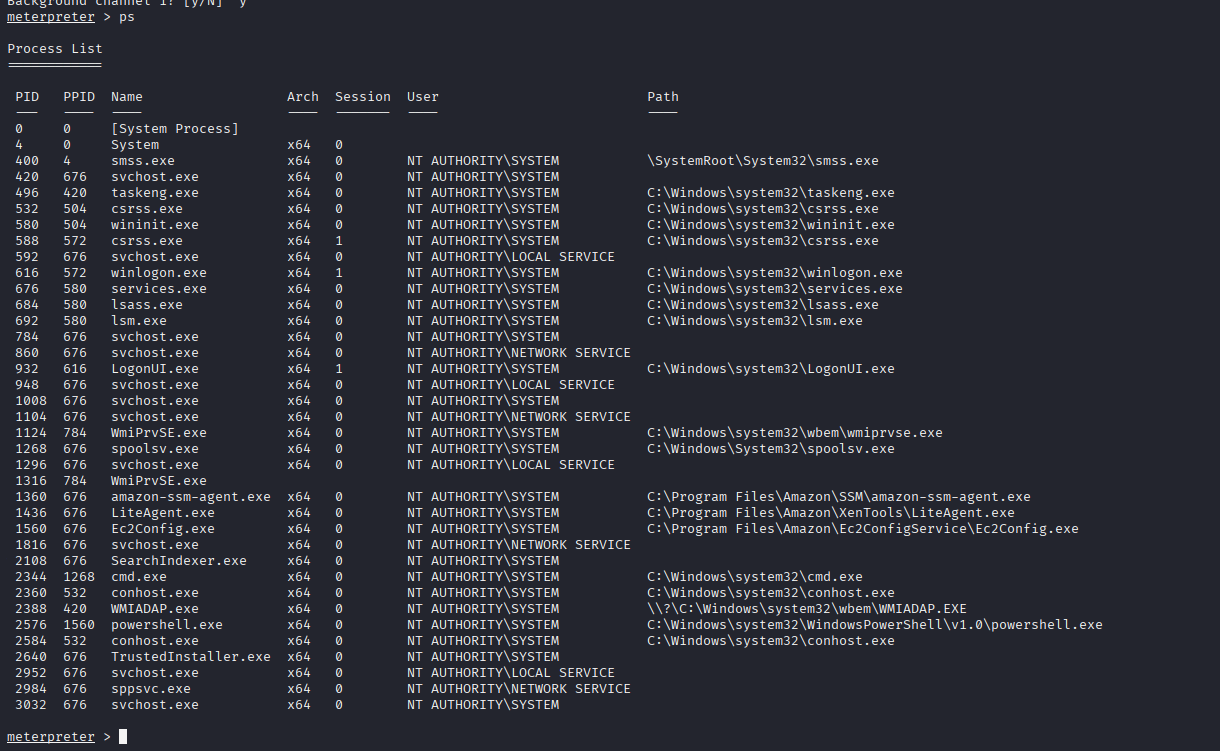 Background channel 1? [y/N]  y
meterpreter > ps

Process List
============

 PID   PPID  Name                  Arch  Session  User                          Path
 ---   ----  ----                  ----  -------  ----                          ----
 0     0     [System Process]
 4     0     System                x64   0
 400   4     smss.exe              x64   0        NT AUTHORITY\SYSTEM           \SystemRoot\System32\smss.exe
 420   676   svchost.exe           x64   0        NT AUTHORITY\SYSTEM
 496   420   taskeng.exe           x64   0        NT AUTHORITY\SYSTEM           C:\Windows\system32\taskeng.exe
 532   504   csrss.exe             x64   0        NT AUTHORITY\SYSTEM           C:\Windows\system32\csrss.exe
 580   504   wininit.exe           x64   0        NT AUTHORITY\SYSTEM           C:\Windows\system32\wininit.exe
 588   572   csrss.exe             x64   1        NT AUTHORITY\SYSTEM           C:\Windows\system32\csrss.exe
 592   676   svchost.exe           x64   0        NT AUTHORITY\LOCAL SERVICE
 616   572   winlogon.exe          x64   1        NT AUTHORITY\SYSTEM           C:\Windows\system32\winlogon.exe
 676   580   services.exe          x64   0        NT AUTHORITY\SYSTEM           C:\Windows\system32\services.exe
 684   580   lsass.exe             x64   0        NT AUTHORITY\SYSTEM           C:\Windows\system32\lsass.exe
 692   580   lsm.exe               x64   0        NT AUTHORITY\SYSTEM           C:\Windows\system32\lsm.exe
 784   676   svchost.exe           x64   0        NT AUTHORITY\SYSTEM
 860   676   svchost.exe           x64   0        NT AUTHORITY\NETWORK SERVICE
 932   616   LogonUI.exe           x64   1        NT AUTHORITY\SYSTEM           C:\Windows\system32\LogonUI.exe
 948   676   svchost.exe           x64   0        NT AUTHORITY\LOCAL SERVICE
 1008  676   svchost.exe           x64   0        NT AUTHORITY\SYSTEM
 1104  676   svchost.exe           x64   0        NT AUTHORITY\NETWORK SERVICE
 1124  784   WmiPrvSE.exe          x64   0        NT AUTHORITY\SYSTEM           C:\Windows\system32\wbem\wmiprvse.exe
 1268  676   spoolsv.exe           x64   0        NT AUTHORITY\SYSTEM           C:\Windows\System32\spoolsv.exe
 1296  676   svchost.exe           x64   0        NT AUTHORITY\LOCAL SERVICE
 1316  784   WmiPrvSE.exe
 1360  676   amazon-ssm-agent.exe  x64   0        NT AUTHORITY\SYSTEM           C:\Program Files\Amazon\SSM\amazon-ssm-agent.exe
 1436  676   LiteAgent.exe         x64   0        NT AUTHORITY\SYSTEM           C:\Program Files\Amazon\XenTools\LiteAgent.exe
 1560  676   Ec2Config.exe         x64   0        NT AUTHORITY\SYSTEM           C:\Program Files\Amazon\Ec2ConfigService\Ec2Config.exe
 1816  676   svchost.exe           x64   0        NT AUTHORITY\NETWORK SERVICE
 2108  676   SearchIndexer.exe     x64   0        NT AUTHORITY\SYSTEM
 2344  1268  cmd.exe               x64   0        NT AUTHORITY\SYSTEM           C:\Windows\system32\cmd.exe
 2360  532   conhost.exe           x64   0        NT AUTHORITY\SYSTEM           C:\Windows\system32\conhost.exe
 2388  420   WMIADAP.exe           x64   0        NT AUTHORITY\SYSTEM           \\?\C:\Windows\system32\wbem\WMIADAP.EXE
 2576  1560  powershell.exe        x64   0        NT AUTHORITY\SYSTEM           C:\Windows\system32\WindowsPowerShell\v1.0\powershell.exe
 2584  532   conhost.exe           x64   0        NT AUTHORITY\SYSTEM           C:\Windows\system32\conhost.exe
 2640  676   TrustedInstaller.exe  x64   0        NT AUTHORITY\SYSTEM
 2952  676   svchost.exe           x64   0        NT AUTHORITY\LOCAL SERVICE
 2984  676   sppsvc.exe            x64   0        NT AUTHORITY\NETWORK SERVICE
 3032  676   svchost.exe           x64   0        NT AUTHORITY\SYSTEM

meterpreter >